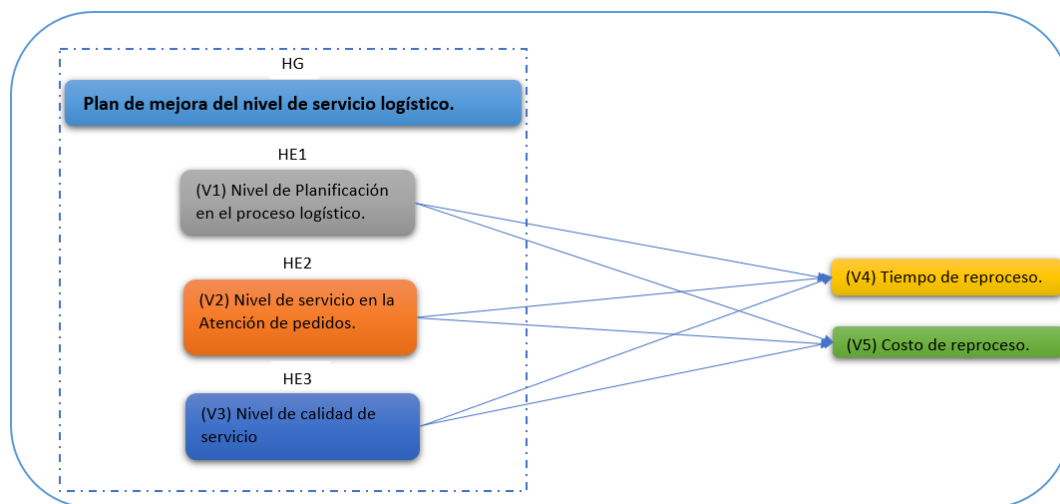 HG
Plan de mejora del nivel de servicio logístico.
HE1
(V1) Nivel de Planificación
en el proceso logístico.
HE2
(V2) Nivel de servicio en la
Atención de pedidos.
HE3
(V3) Nivel de calidad de
servicio
(V4) Tiempo de reproceso.
(V5) Costo de reproceso.